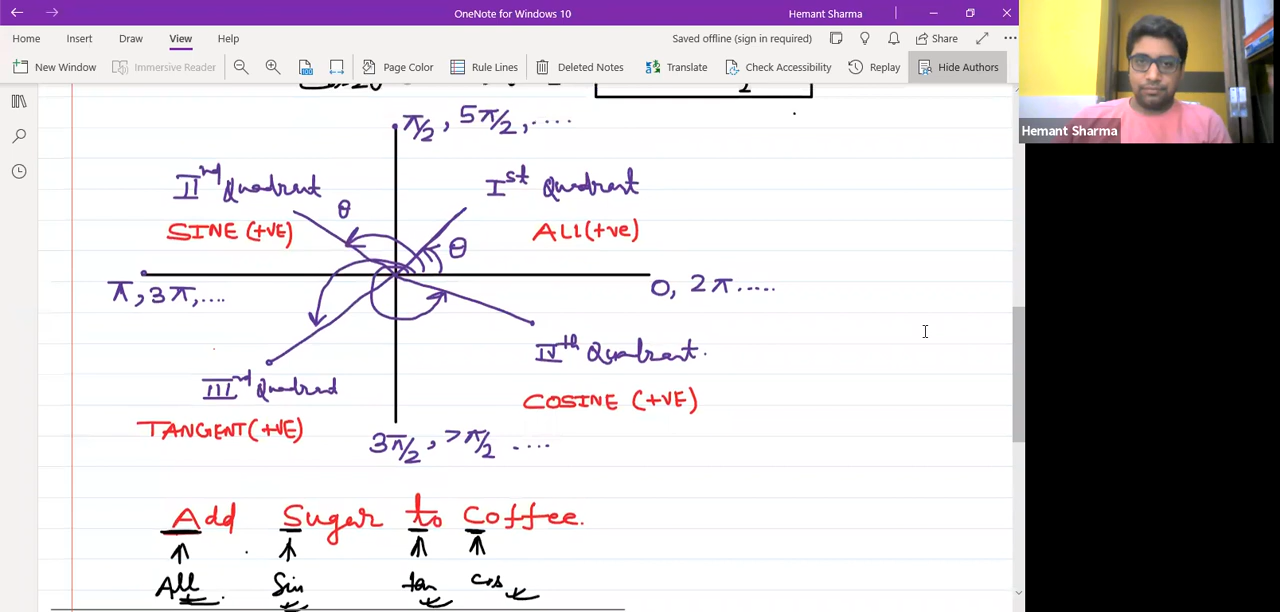 OneNote for Windows 10
Hemant Sharma
Home Insert Draw View Help
Saved offline (sign in required) Share
New Window Immersive Reader 100 Page Color Rule Lines Deleted Notes Translate Check Accessibility Replay Hide Authors
Hemant Sharma
π/2, 5π/2, ....
IInd Quadrant
Ist Quadrant
θ
SINE (+VE)
ALL(+ve)
θ
π, 3π, ....
0, 2π.....
IVth Quadrant.
IIIrd Quadrant
COSINE (+VE)
TANGENT(+VE)
3π/2, 7π/2 ....
Add Sugar to Coffee.
All Sin tan cos